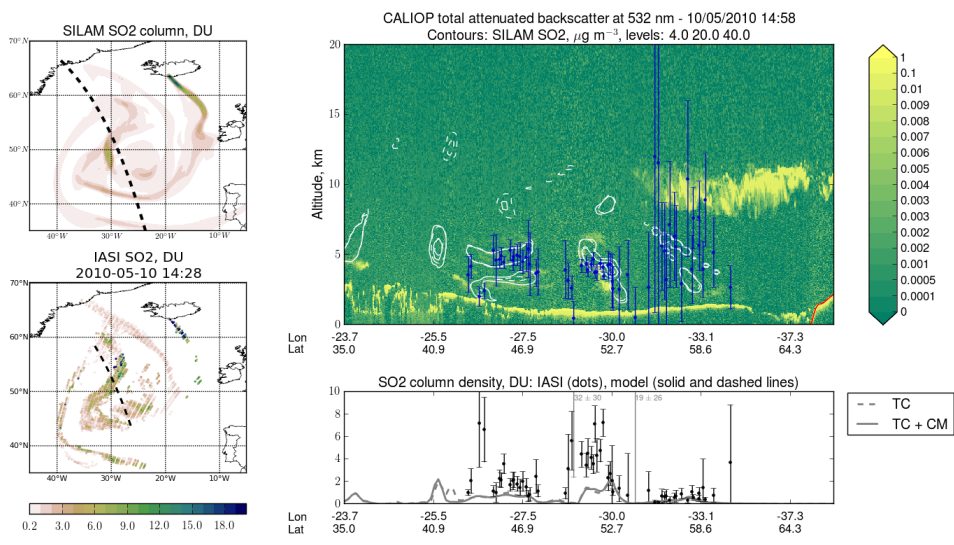 SILAM SO2 column, DU
70°N
60°N
50°N
40°N
40°W 30°W 20°W 10°W
IASI SO2, DU
2010-05-10 14:28
70°N
60°N
50°N
40°N
40°W 30°W 20°W 10°W
0.2 3.0 6.0 9.0 12.0 15.0 18.0
CALIOP total attenuated backscatter at 532 nm - 10/05/2010 14:58
Contours: SILAM SO2, μg m⁻³, levels: 4.0 20.0 40.0
Altitude, km
20
15
10
5
0
Lon -23.7 -25.5 -27.5 -30.0 -33.1 -37.3
Lat 35.0 40.9 46.9 52.7 58.6 64.3
1
0.1
0.01
0.009
0.008
0.007
0.006
0.005
0.004
0.003
0.002
0.001
0.0005
0.0001
0
SO2 column density, DU: IASI (dots), model (solid and dashed lines)
10
8
6
4
2
0
32 ± 30
19 ± 26
Lon -23.7 -25.5 -27.5 -30.0 -33.1 -37.3
Lat 35.0 40.9 46.9 52.7 58.6 64.3
TC
TC + CM